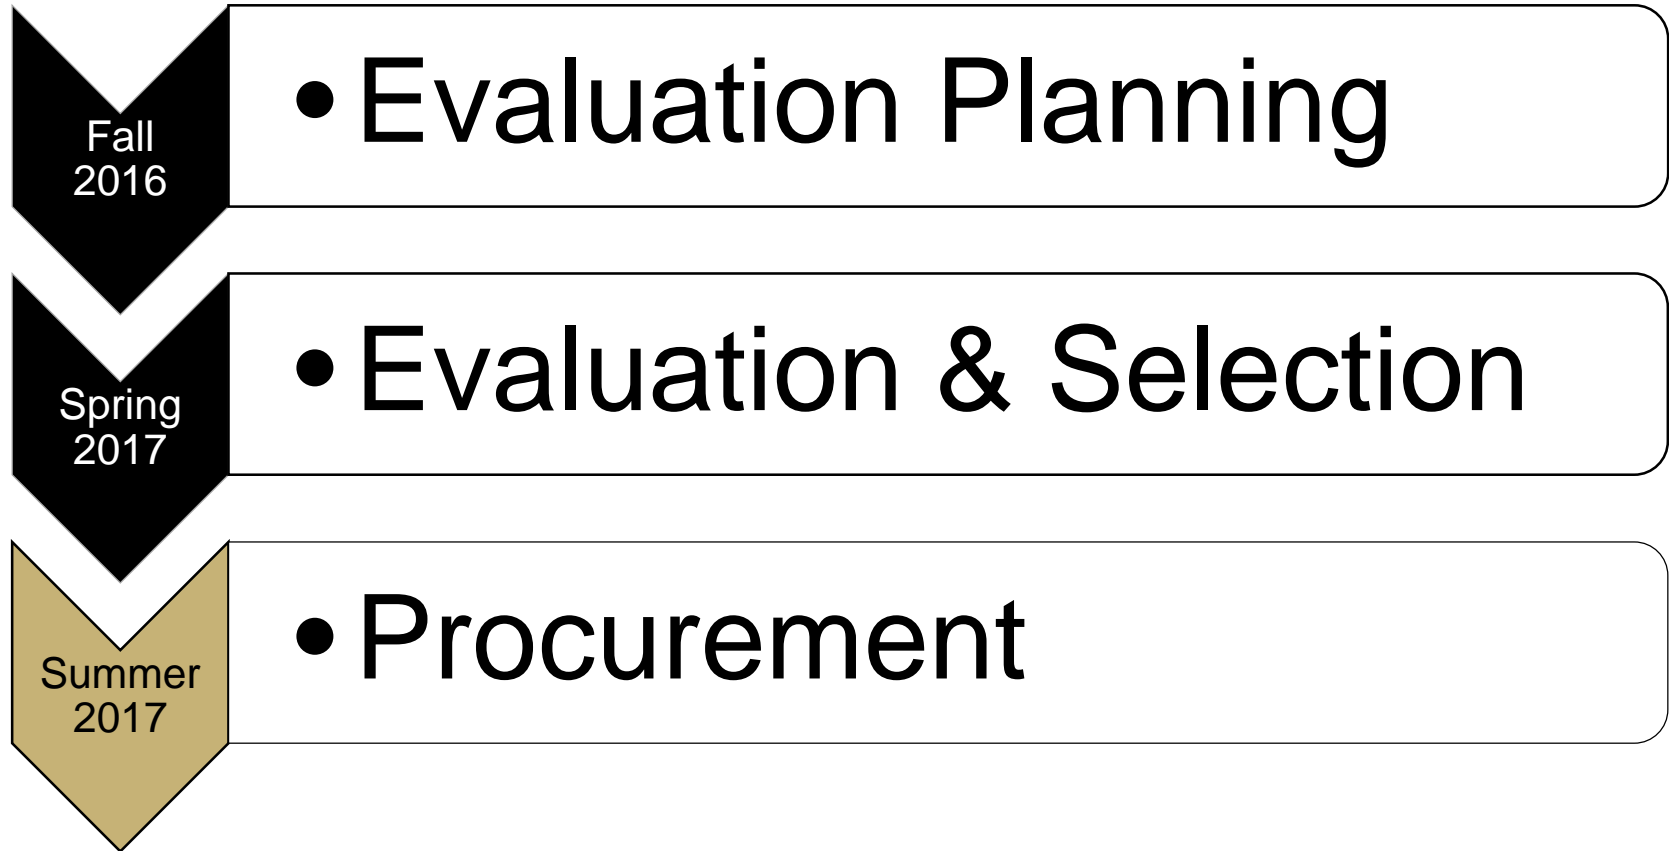 Fall
2016
• Evaluation Planning
Spring
2017
• Evaluation & Selection
Summer
2017
• Procurement